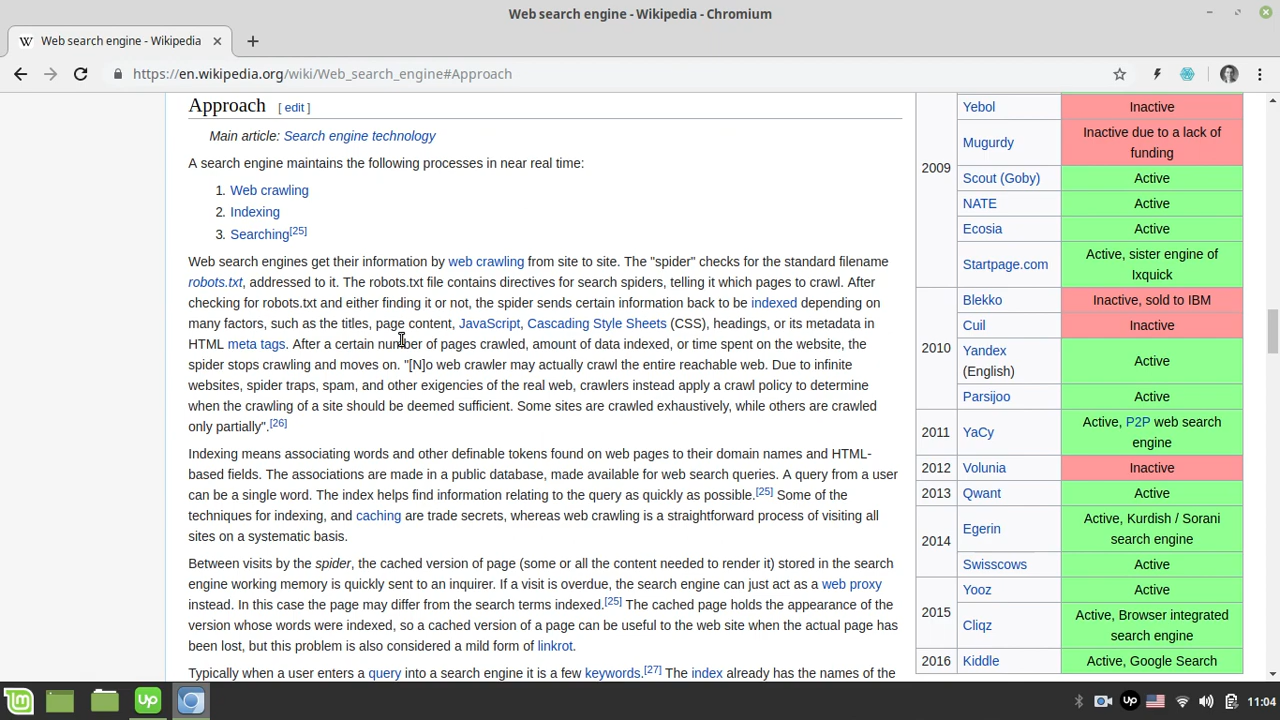 Web search engine - Wikipedia - Chromium
W Web search engine - Wikipedia
https://en.wikipedia.org/wiki/Web_search_engine#Approach
Approach [ edit ]
Main article: Search engine technology
A search engine maintains the following processes in near real time:
1. Web crawling
2. Indexing
3. Searching[25]
Web search engines get their information by web crawling from site to site. The "spider" checks for the standard filename
robots.txt, addressed to it. The robots.txt file contains directives for search spiders, telling it which pages to crawl. After
checking for robots.txt and either finding it or not, the spider sends certain information back to be indexed depending on
many factors, such as the titles, page content, JavaScript, Cascading Style Sheets (CSS), headings, or its metadata in
HTML meta tags. After a certain number of pages crawled, amount of data indexed, or time spent on the website, the
spider stops crawling and moves on. "[N]o web crawler may actually crawl the entire reachable web. Due to infinite
websites, spider traps, spam, and other exigencies of the real web, crawlers instead apply a crawl policy to determine
when the crawling of a site should be deemed sufficient. Some sites are crawled exhaustively, while others are crawled
only partially".[26]
Indexing means associating words and other definable tokens found on web pages to their domain names and HTML-
based fields. The associations are made in a public database, made available for web search queries. A query from a user
can be a single word. The index helps find information relating to the query as quickly as possible.[25] Some of the
techniques for indexing, and caching are trade secrets, whereas web crawling is a straightforward process of visiting all
sites on a systematic basis.
Between visits by the spider, the cached version of page (some or all the content needed to render it) stored in the search
engine working memory is quickly sent to an inquirer. If a visit is overdue, the search engine can just act as a web proxy
instead. In this case the page may differ from the search terms indexed.[25] The cached page holds the appearance of the
version whose words were indexed, so a cached version of a page can be useful to the web site when the actual page has
been lost, but this problem is also considered a mild form of linkrot.
Typically when a user enters a query into a search engine it is a few keywords.[27] The index already has the names of the
2009
Yebol Inactive
Mugurdy Inactive due to a lack of
funding
Scout (Goby) Active
NATE Active
Ecosia Active
Startpage.com Active, sister engine of
Ixquick
2010
Blekko Inactive, sold to IBM
Cuil Inactive
Yandex
(English) Active
Parsijoo Active
2011 YaCy Active, P2P web search
engine
2012 Volunia Inactive
2013 Qwant Active
2014
Egerin Active, Kurdish / Sorani
search engine
Swisscows Active
2015
Yooz Active
Cliqz Active, Browser integrated
search engine
2016 Kiddle Active, Google Search
Up
Up
11:04